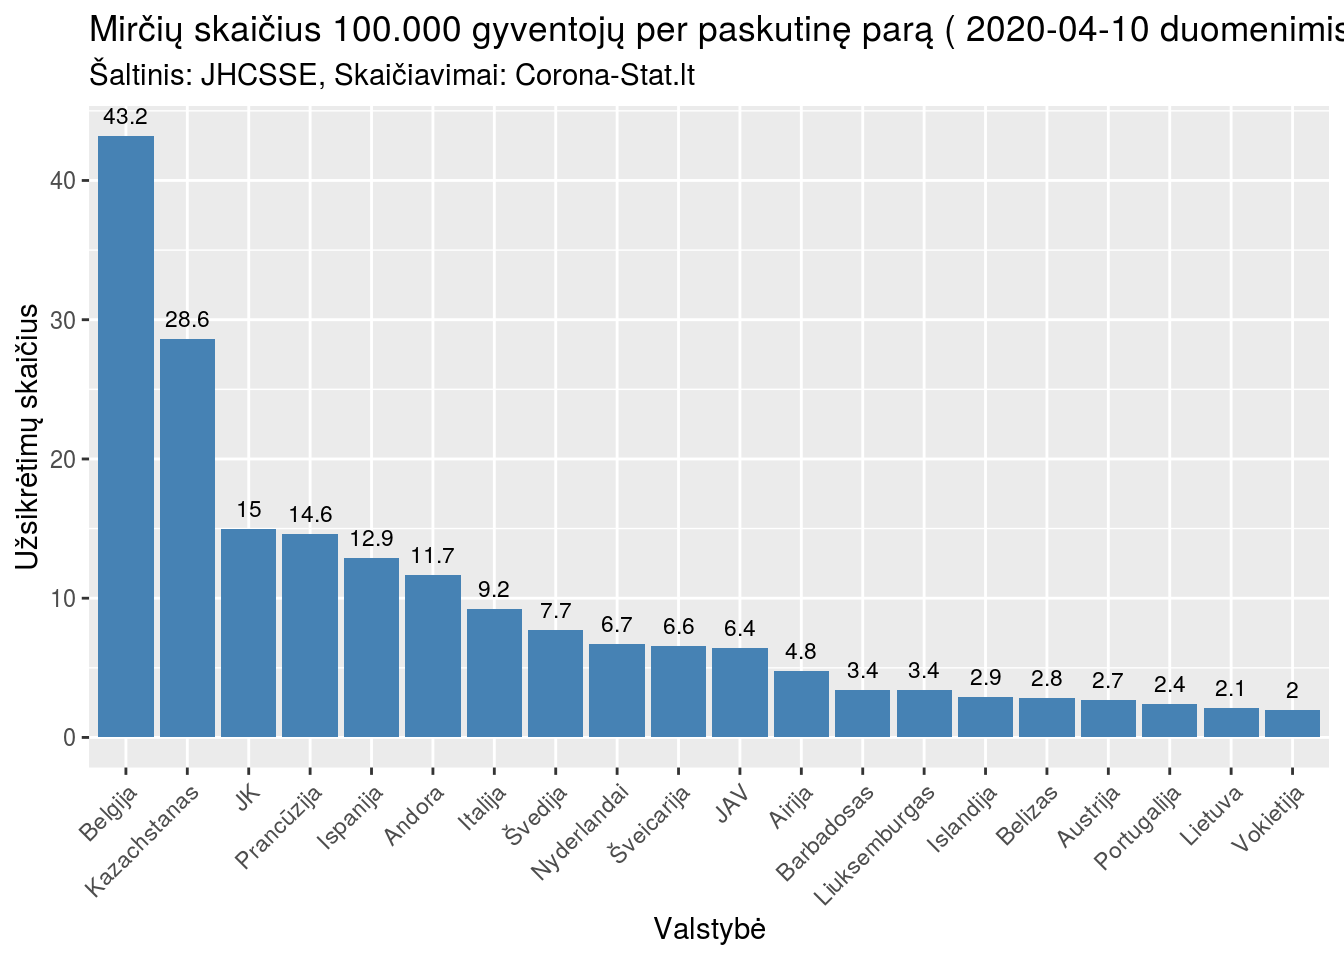 Mirčių skaičius 100.000 gyventojų per paskutinę parą ( 2020-04-10 duomenimis
Šaltinis: JHCSSE, Skaičiavimai: Corona-Stat.lt
Užsikrėtimų skaičius
40
30
20
10
0
43.2
28.6
15
14.6
12.9
11.7
9.2
7.7
6.7
6.6
6.4
4.8
3.4
3.4
2.9
2.8
2.7
2.4
2.1
2
Belgija
Kazachstanas
JK
Prancūzija
Ispanija
Andora
Italija
Švedija
Nyderlandai
Šveicarija
JAV
Airija
Barbadosas
Liuksemburgas
Islandija
Belizas
Austrija
Portugalija
Lietuva
Vokietija
Valstybė